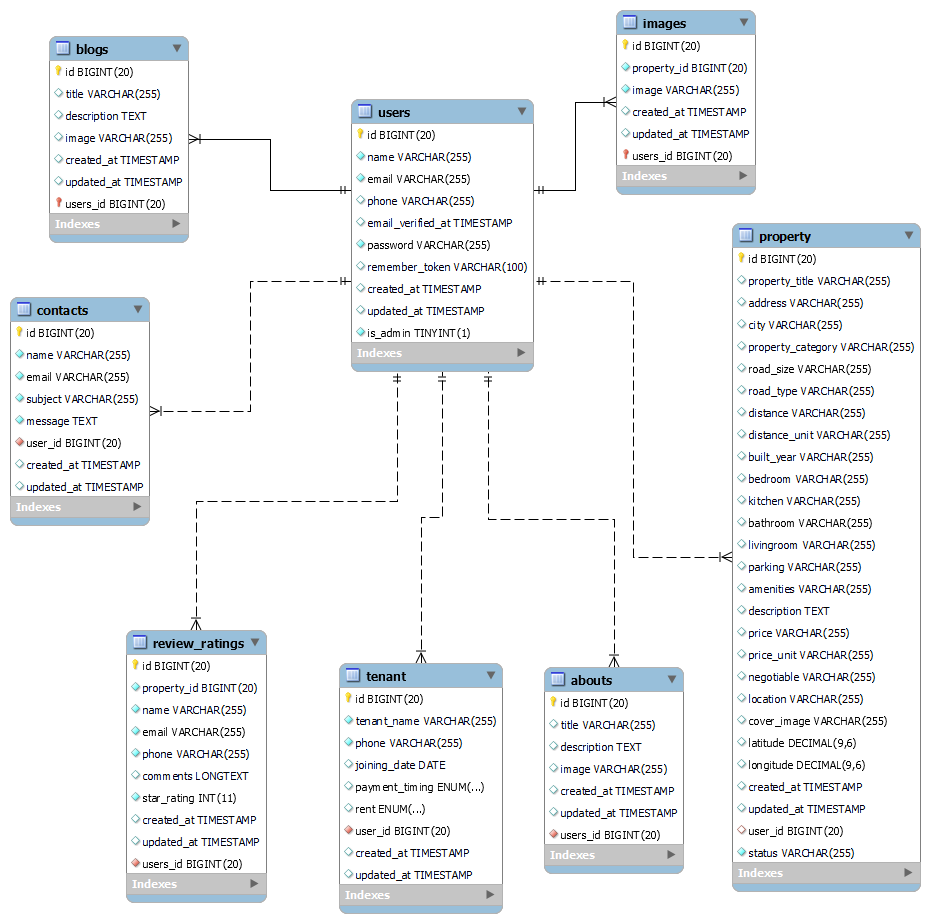 blogs
id BIGINT(20)
title VARCHAR(255)
description TEXT
image VARCHAR(255)
created_at TIMESTAMP
updated_at TIMESTAMP
users_id BIGINT(20)
Indexes
users
id BIGINT(20)
name VARCHAR(255)
email VARCHAR(255)
phone VARCHAR(255)
email_verified_at TIMESTAMP
password VARCHAR(255)
remember_token VARCHAR(100)
created_at TIMESTAMP
updated_at TIMESTAMP
is_admin TINYINT(1)
Indexes
images
id BIGINT(20)
property_id BIGINT(20)
image VARCHAR(255)
created_at TIMESTAMP
updated_at TIMESTAMP
users_id BIGINT(20)
Indexes
contacts
id BIGINT(20)
name VARCHAR(255)
email VARCHAR(255)
subject VARCHAR(255)
message TEXT
user_id BIGINT(20)
created_at TIMESTAMP
updated_at TIMESTAMP
Indexes
property
id BIGINT(20)
property_title VARCHAR(255)
address VARCHAR(255)
city VARCHAR(255)
property_category VARCHAR(255)
road_size VARCHAR(255)
road_type VARCHAR(255)
distance VARCHAR(255)
distance_unit VARCHAR(255)
built_year VARCHAR(255)
bedroom VARCHAR(255)
kitchen VARCHAR(255)
bathroom VARCHAR(255)
livingroom VARCHAR(255)
parking VARCHAR(255)
amenities VARCHAR(255)
description TEXT
price VARCHAR(255)
price_unit VARCHAR(255)
negotiable VARCHAR(255)
location VARCHAR(255)
cover_image VARCHAR(255)
latitude DECIMAL(9,6)
longitude DECIMAL(9,6)
created_at TIMESTAMP
updated_at TIMESTAMP
user_id BIGINT(20)
status VARCHAR(255)
Indexes
review_ratings
id BIGINT(20)
property_id BIGINT(20)
name VARCHAR(255)
email VARCHAR(255)
phone VARCHAR(255)
comments LONGTEXT
star_rating INT(11)
created_at TIMESTAMP
updated_at TIMESTAMP
users_id BIGINT(20)
Indexes
tenant
id BIGINT(20)
tenant_name VARCHAR(255)
phone VARCHAR(255)
joining_date DATE
payment_timing ENUM(...)
rent ENUM(...)
user_id BIGINT(20)
created_at TIMESTAMP
updated_at TIMESTAMP
Indexes
abouts
id BIGINT(20)
title VARCHAR(255)
description TEXT
image VARCHAR(255)
created_at TIMESTAMP
updated_at TIMESTAMP
users_id BIGINT(20)
Indexes